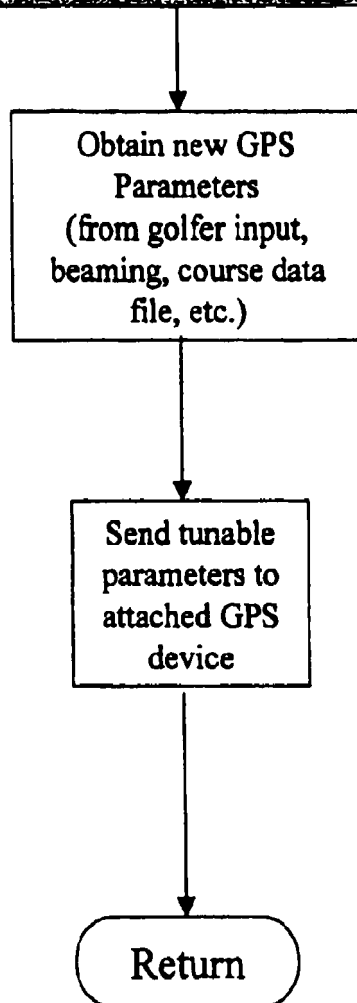 Obtain new GPS
Parameters
(from golfer input,
beaming, course data
file, etc.)
Send tunable
parameters to
attached GPS
device
Return